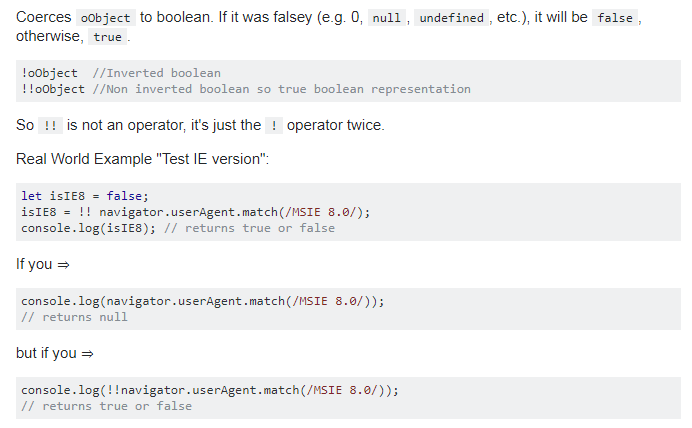 Coerces oObject to boolean. If it was falsey (e.g. 0, null, undefined, etc.), it will be false,
otherwise, true.
!oObject  //Inverted boolean
!!oObject //Non inverted boolean so true boolean representation
So !! is not an operator, it's just the ! operator twice.
Real World Example "Test IE version":
let isIE8 = false;
isIE8 = !! navigator.userAgent.match(/MSIE 8.0/);
console.log(isIE8); // returns true or false
If you ⇒
console.log(navigator.userAgent.match(/MSIE 8.0/));
// returns null
but if you ⇒
console.log(!!navigator.userAgent.match(/MSIE 8.0/));
// returns true or false